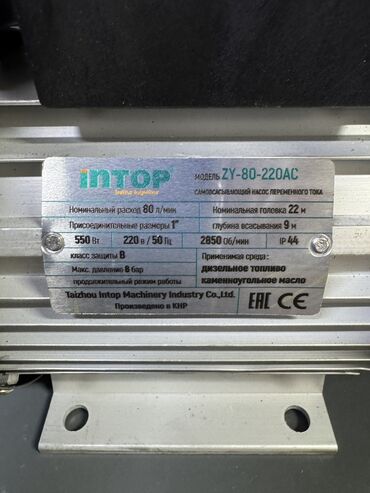 INTOP
МОДЕЛЬ ZY-80-220AC
САМОВСАСЫВАЮЩИЙ НАСОС ПЕРЕМЕННОГО ТОКА
Номинальный расход 80 л/мин
Номинальная головка 22 м
Присоединительные размеры 1"
глубина всасывания 9 м
550 Вт 220 в / 50 Гц 2850 Об/мин IP 44
класс защиты B
Применимая среда:
Макс. давление 8 бар
дизельное топливо
продолжительный режим работы
каменноугольное масло
Taizhou Intop Machinery Industry Co.,Ltd.
Произведено в КНР
EAC CE